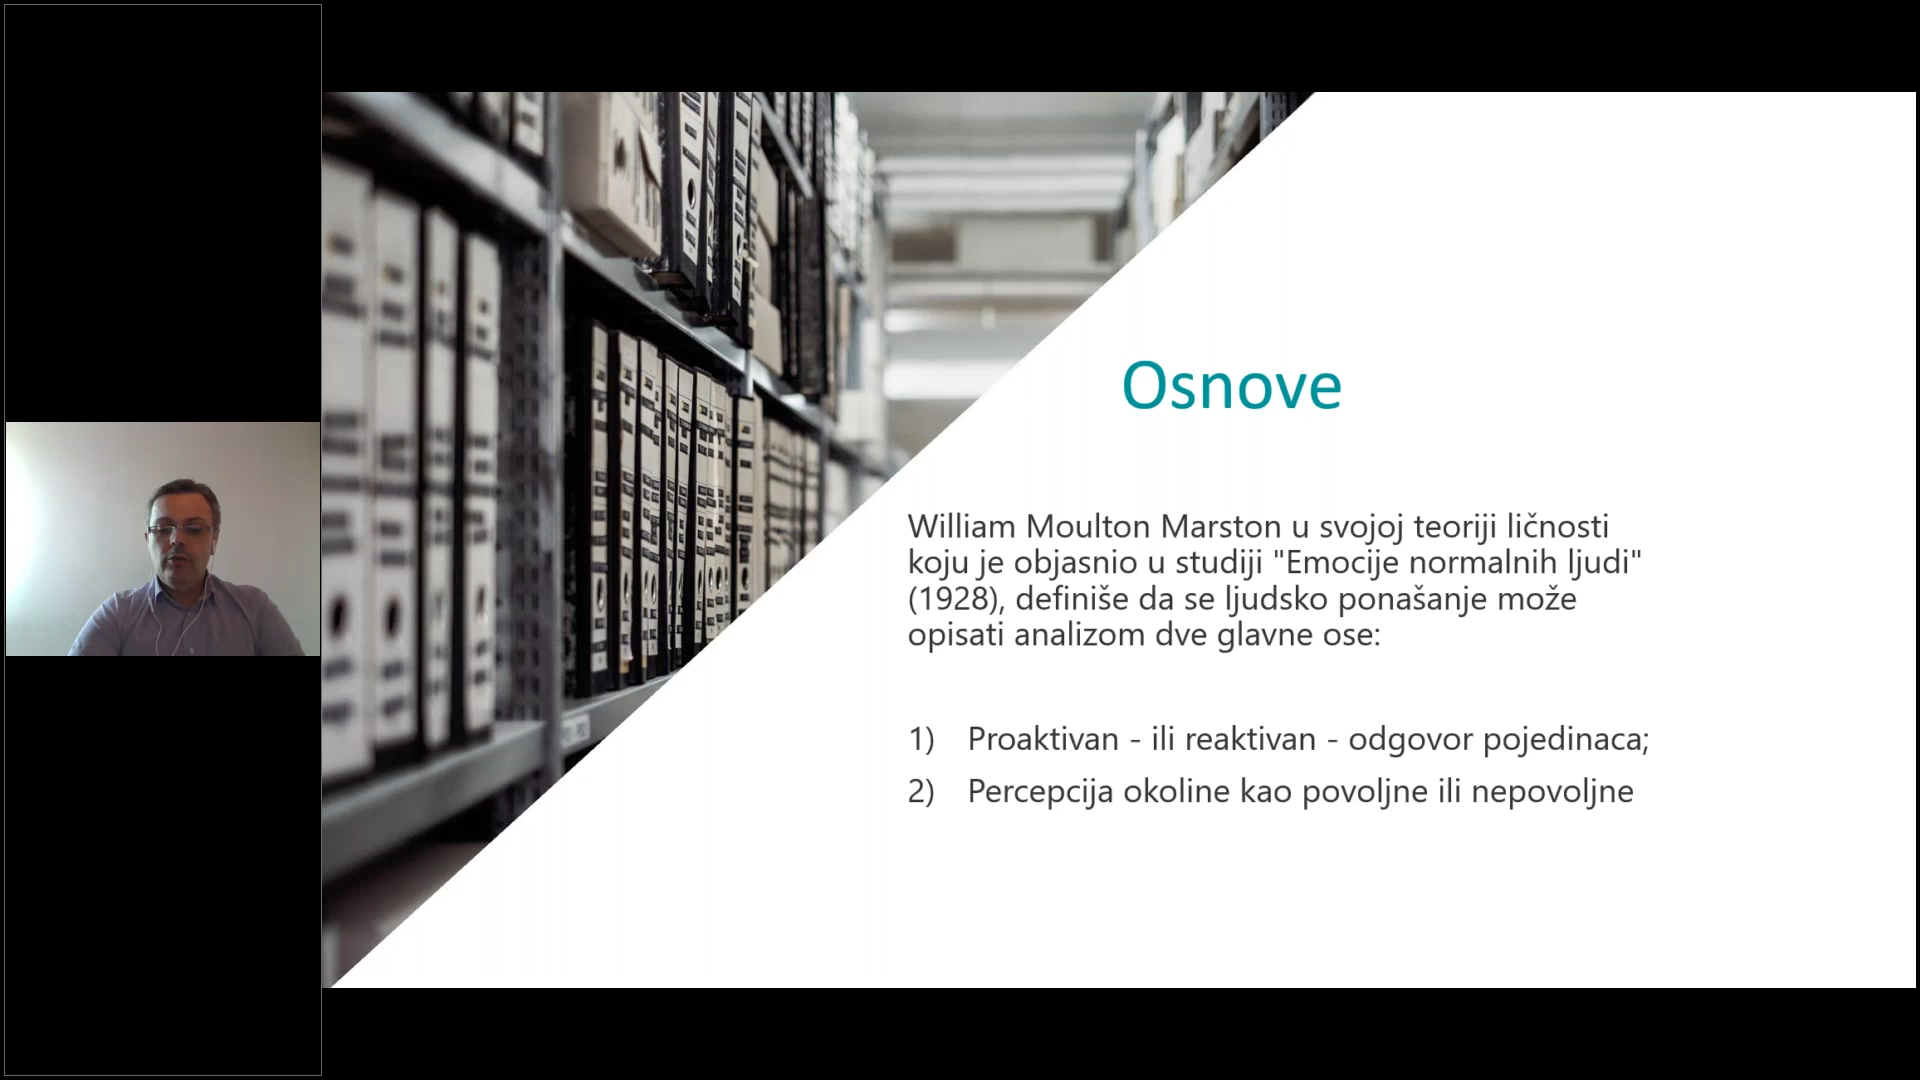 Osnove
William Moulton Marston u svojoj teoriji ličnosti
koju je objasnio u studiji "Emocije normalnih ljudi"
(1928), definiše da se ljudsko ponašanje može
opisati analizom dve glavne ose:
1) Proaktivan - ili reaktivan - odgovor pojedinaca;
2) Percepcija okoline kao povoljne ili nepovoljne